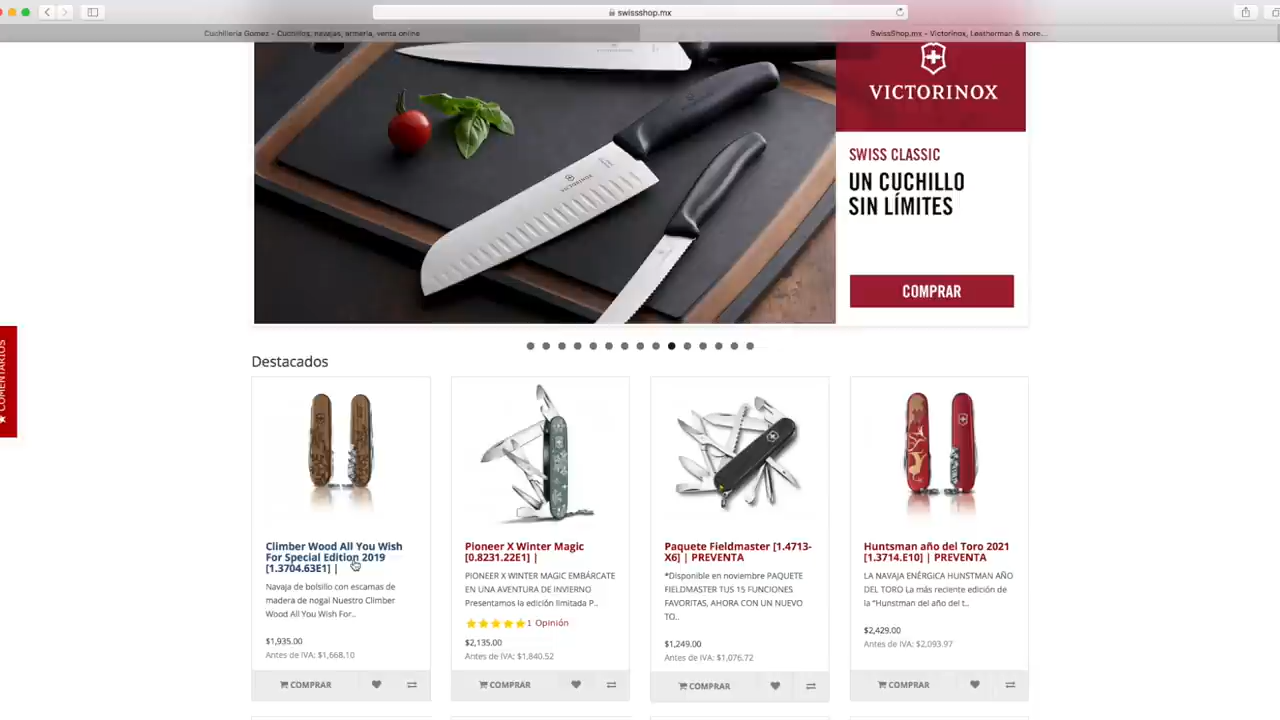 swissshop.mx
Cuchillería Gomez - Cuchillos, navajas, armería, venta online
SwissShop.mx – Victorinox, Leatherman & more...
VICTORINOX
VICTORINOX
SWISS CLASSIC
UN CUCHILLO
SIN LÍMITES
COMPRAR
★ COMENTARIOS
Destacados
Climber Wood All You Wish
For Special Edition 2019
[1.3704.63E1] |
Navaja de bolsillo con escamas de
madera de nogal Nuestro Climber
Wood All You Wish For..
$1,935.00
Antes de IVA: $1,668.10
COMPRAR
Pioneer X Winter Magic
[0.8231.22E1] |
PIONEER X WINTER MAGIC EMBÁRCATE
EN UNA AVENTURA DE INVIERNO
Presentamos la edición limitada P..
1 Opinión
$2,135.00
Antes de IVA: $1,840.52
COMPRAR
Paquete Fieldmaster [1.4713-
X6] | PREVENTA
*Disponible en noviembre PAQUETE
FIELDMASTER TUS 15 FUNCIONES
FAVORITAS, AHORA CON UN NUEVO
TO..
$1,249.00
Antes de IVA: $1,076.72
COMPRAR
Huntsman año del Toro 2021
[1.3714.E10] | PREVENTA
LA NAVAJA ENÉRGICA HUNSTMAN AÑO
DEL TORO La más reciente edición de
la "Hunstman del año del t..
$2,429.00
Antes de IVA: $2,093.97
COMPRAR